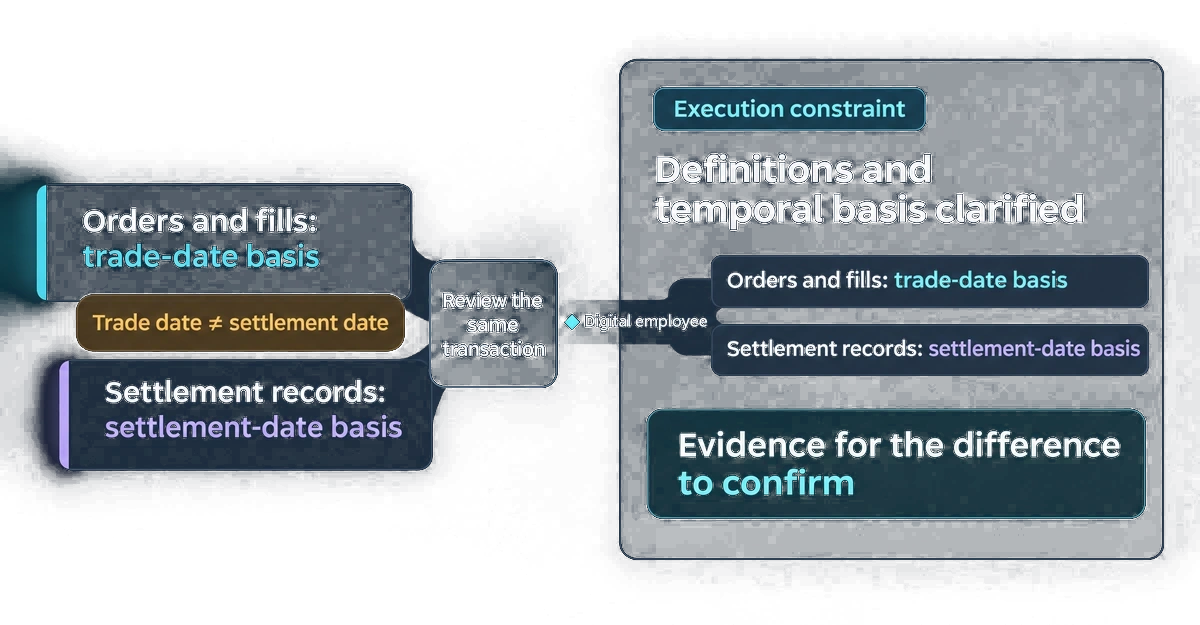 Orders and fills:
trade-date basis
Trade date ≠ settlement date
Settlement records:
settlement-date basis
Review the
same
transaction
Digital employee
Execution constraint
Definitions and
temporal basis clarified
Orders and fills: trade-date basis
Settlement records: settlement-date basis
Evidence for the difference
to confirm